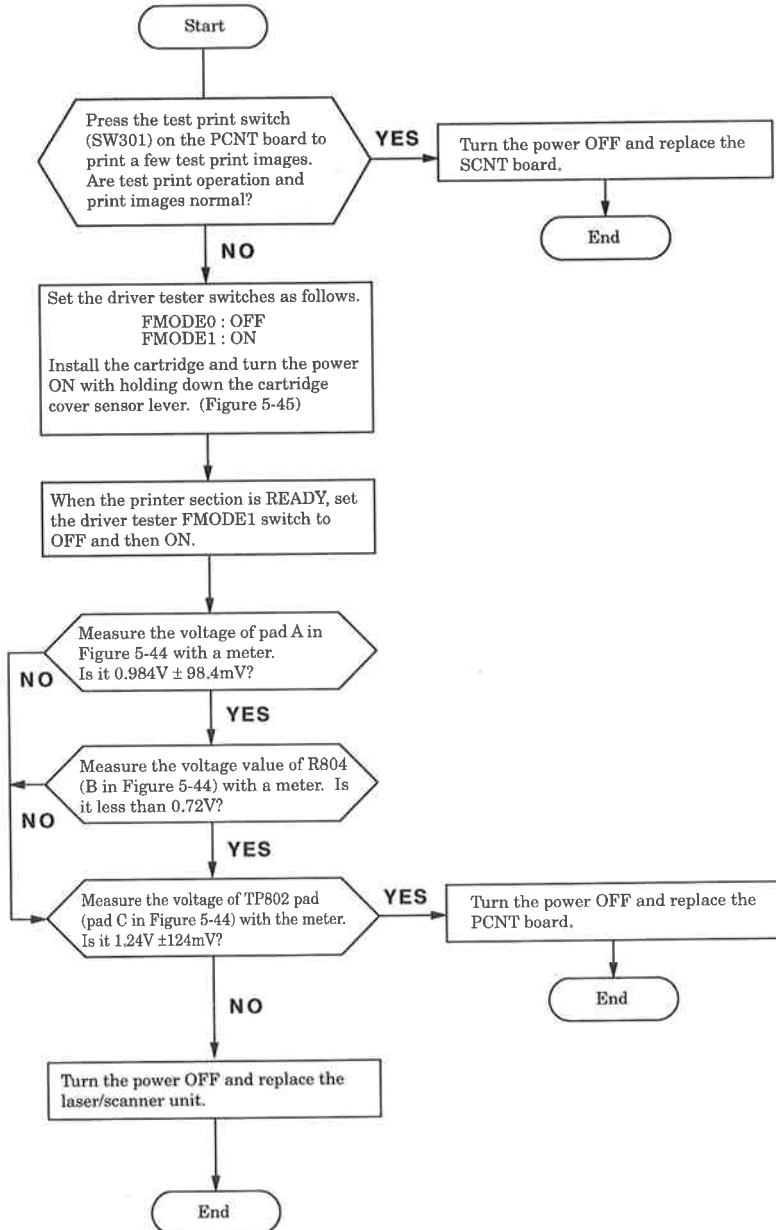 Start
Press the test print switch
(SW301) on the PCNT board to
print a few test print images.
Are test print operation and
print images normal?
YES
Turn the power OFF and replace the
SCNT board.
End
NO
Set the driver tester switches as follows.
FMODE0 : OFF
FMODE1 : ON
Install the cartridge and turn the power
ON with holding down the cartridge
cover sensor lever. (Figure 5-45)
When the printer section is READY, set
the driver tester FMODE1 switch to
OFF and then ON.
Measure the voltage of pad A in
Figure 5-44 with a meter.
Is it 0.984V ± 98.4mV?
NO
YES
Measure the voltage value of R804
(B in Figure 5-44) with a meter. Is
it less than 0.72V?
NO
YES
Measure the voltage of TP802 pad
(pad C in Figure 5-44) with the meter.
Is it 1.24V ±124mV?
YES
Turn the power OFF and replace the
PCNT board.
End
NO
Turn the power OFF and replace the
laser/scanner unit.
End